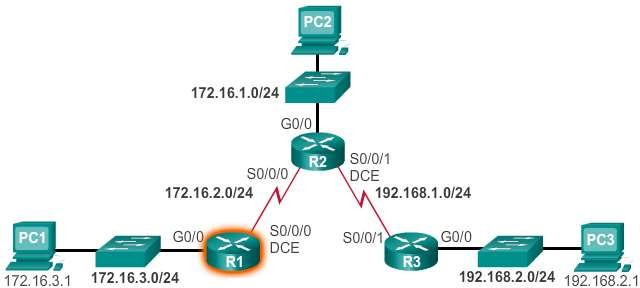 PC2
172.16.1.0/24
G0/0
R2
S0/0/0
S0/0/1
DCE
172.16.2.0/24
192.168.1.0/24
PC1
G0/0
S0/0/0
DCE
R1
S0/0/1
R3
G0/0
PC3
172.16.3.1
172.16.3.0/24
192.168.2.0/24
192.168.2.1